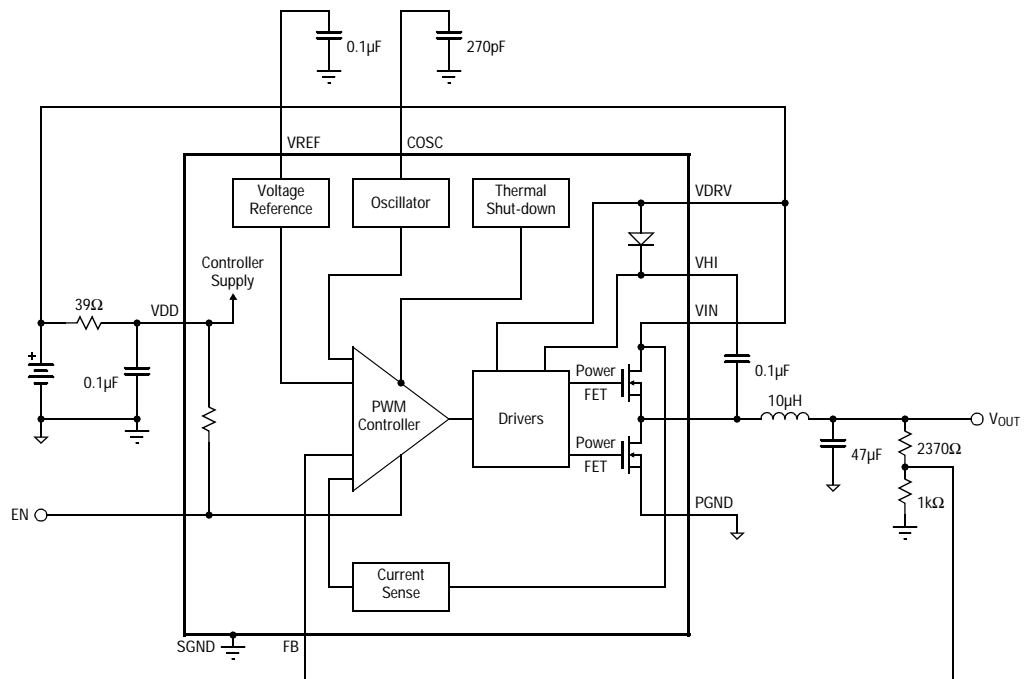 0.1µF
270pF
VREF
COSC
Voltage
Reference
Oscillator
Thermal
Shut-down
VDRV
VHI
VIN
Controller
Supply
39Ω
VDD
+
0.1µF
PWM
Controller
Drivers
Power
FET
Power
FET
0.1µF
10µH
VOUT
47µF
2370Ω
1kΩ
EN
PGND
Current
Sense
SGND
FB